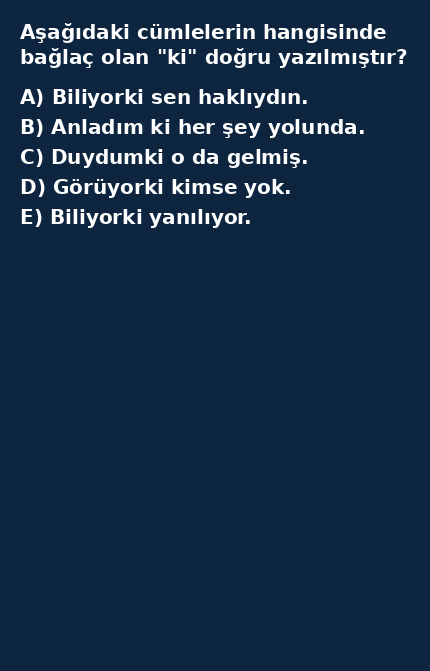 Aşağıdaki cümlelerin hangisinde
bağlaç olan "ki" doğru yazılmıştır?
A) Biliyorki sen haklıydın.
B) Anladım ki her şey yolunda.
C) Duydumki o da gelmiş.
D) Görüyorki kimse yok.
E) Biliyorki yanılıyor.